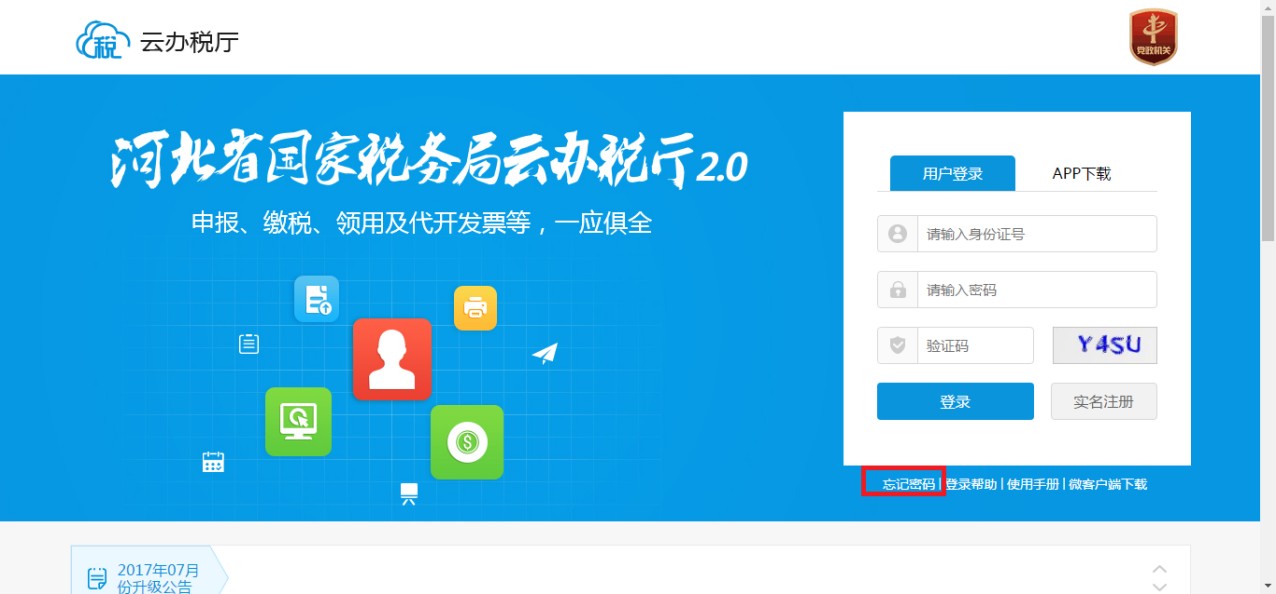 税 云办税厅
党政机关
河北省国家税务局云办税厅2.0
申报、缴税、领用及代开发票等，一应俱全
用户登录 APP下载
请输入身份证号
请输入密码
验证码 Y4SU
登录 实名注册
忘记密码 | 登录帮助 | 使用手册 | 微客户端下载
2017年07月
份升级公告